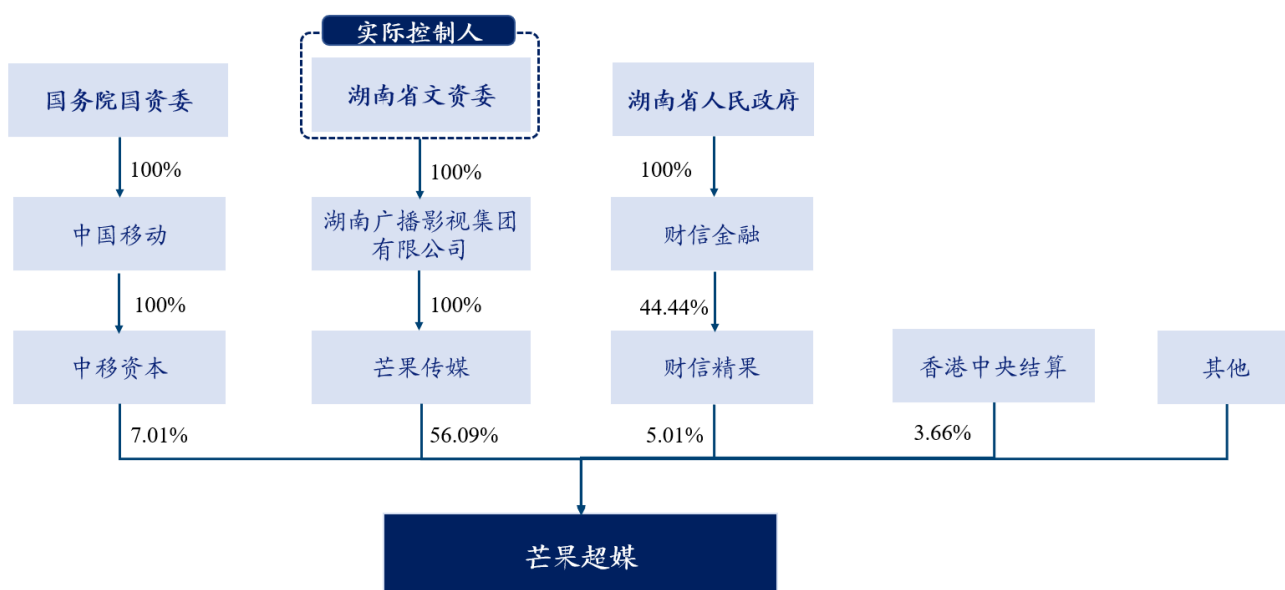 实际控制人
国务院国资委
湖南省文资委
湖南省人民政府
100%
100%
100%
中国移动
湖南广播影视集团
有限公司
财信金融
100%
100%
44.44%
中移资本
芒果传媒
财信精果
香港中央结算
其他
7.01%
56.09%
5.01%
3.66%
芒果超媒